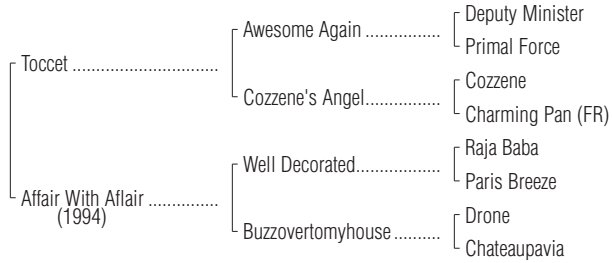 Deputy Minister
Awesome Again ................
Primal Force
Toccet ...............................
Cozzene
Cozzene's Angel................
Charming Pan (FR)
Raja Baba
Well Decorated..................
Paris Breeze
Affair With Aflair ...............
(1994)
Drone
Buzzovertomyhouse ..........
Chateaupavia